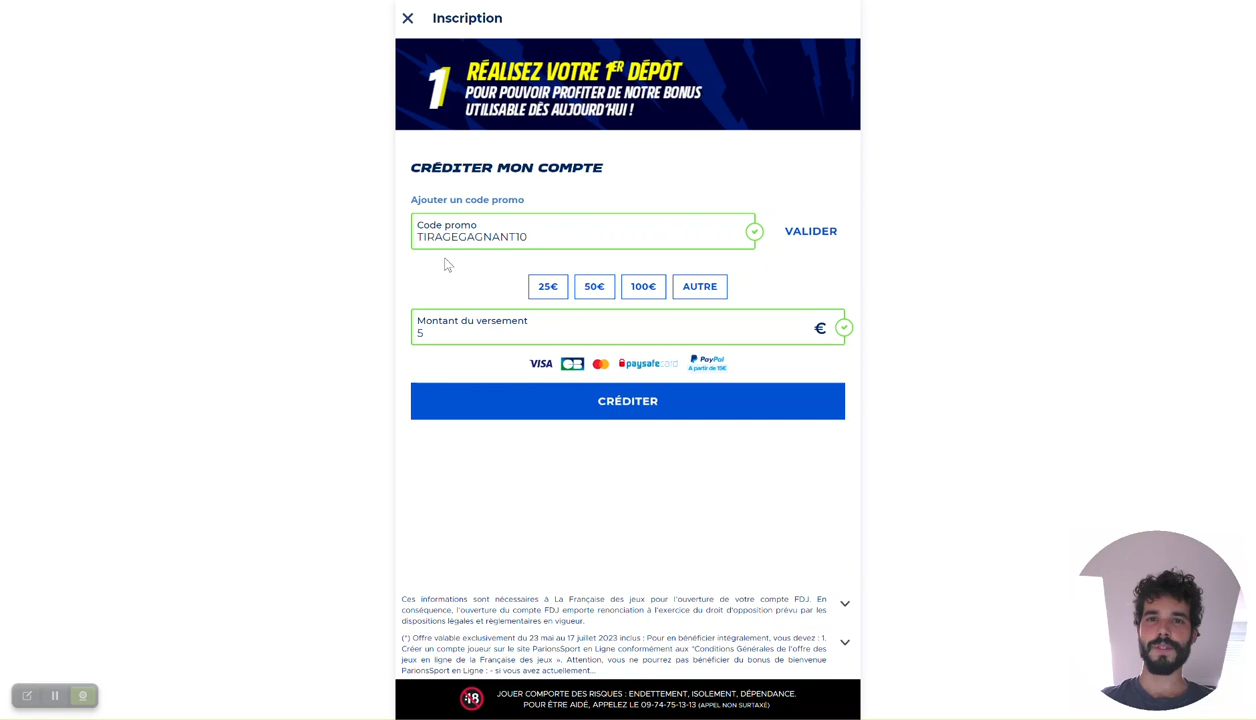 Inscription
1
RÉALISEZ VOTRE 1ER DÉPÔT
POUR POUVOIR PROFITER DE NOTRE BONUS
UTILISABLE DÈS AUJOURD'HUI !
CRÉDITER MON COMPTE
Ajouter un code promo
Code promo
TIRAGEGAGNANT10
VALIDER
25€ 50€ 100€ AUTRE
Montant du versement
5 €
VISA CB paysafecard PayPal
A partir de 15€
CRÉDITER
Ces informations sont nécessaires à La Française des jeux pour l'ouverture de votre compte FDJ. En
conséquence, l'ouverture du compte FDJ emporte renonciation à l'exercice du droit d'opposition prévu par les
dispositions légales et règlementaires en vigueur.
(*) Offre valable exclusivement du 23 mai au 17 juillet 2023 inclus : Pour en bénéficier intégralement, vous devez : 1.
Créer un compte joueur sur le site ParionsSport en Ligne conformément aux "Conditions Générales de l'offre des
jeux en ligne de la Française des jeux ». Attention, vous ne pourrez pas bénéficier du bonus de bienvenue
ParionsSport en Ligne : - si vous avez actuellement...
-18
JOUER COMPORTE DES RISQUES : ENDETTEMENT, ISOLEMENT, DÉPENDANCE.
POUR ÊTRE AIDÉ, APPELEZ LE 09-74-75-13-13 (APPEL NON SURTAXÉ)